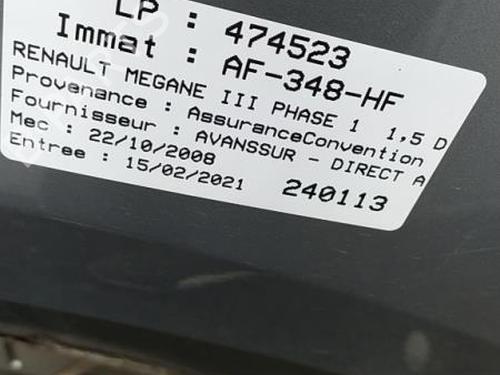 LP : 474523
Immat : AF-348-HF
RENAULT MEGANE III PHASE 1 1,5 D
Provenance : AssuranceConvention
Fournisseur : AVANSSUR - DIRECT A
Mec : 22/10/2008
Entree : 15/02/2021 240113